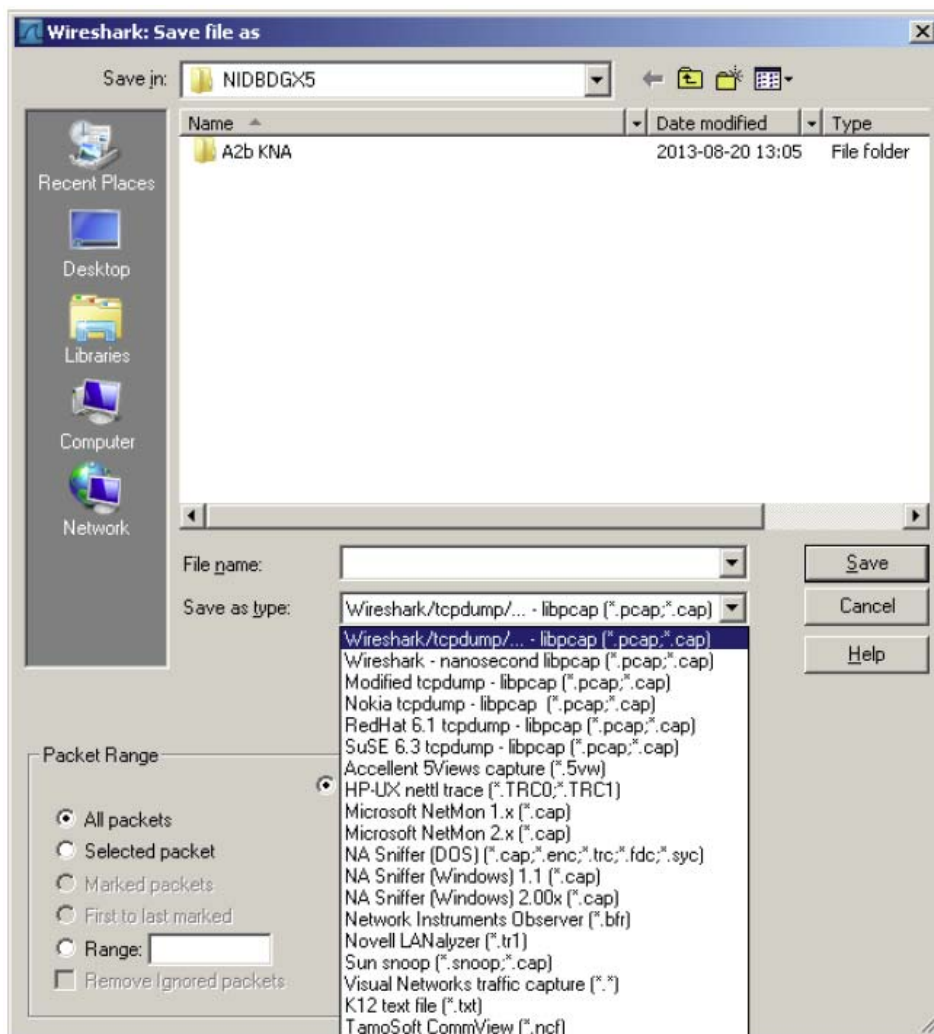 Wireshark: Save file as
Save in:
NIDBDGX5
Name
Date modified
Type
A2b KNA
2013-08-20 13:05
File folder
Recent Places
Desktop
Libraries
Computer
Network
File name:
Save
Save as type:
Wireshark/tcpdump/... - libpcap (*.pcap;*.cap)
Cancel
Wireshark/tcpdump/... - libpcap (*.pcap;*.cap)
Wireshark - nanosecond libpcap (*.pcap;*.cap)
Help
Modified tcpdump - libpcap (*.pcap;*.cap)
Nokia tcpdump - libpcap (*.pcap;*.cap)
RedHat 6.1 tcpdump - libpcap (*.pcap;*.cap)
SuSE 6.3 tcpdump - libpcap (*.pcap;*.cap)
Accellent 5Views capture (*.5vw)
HP-UX nettl trace (*.TRC0;*.TRC1)
Microsoft NetMon 1.x (*.cap)
Microsoft NetMon 2.x (*.cap)
NA Sniffer (DOS) (*.cap;*.enc;*.trc;*.fdc;*.syc)
NA Sniffer (Windows) 1.1 (*.cap)
NA Sniffer (Windows) 2.00x (*.cap)
Network Instruments Observer (*.bfr)
Novell LANalyzer (*.tr1)
Sun snoop (*.snoop;*.cap)
Visual Networks traffic capture (*.*)
K12 text file (*.txt)
TamoSoft CommView (*.ncf)
Packet Range
All packets
Selected packet
Marked packets
First to last marked
Range:
Remove Ignored packets